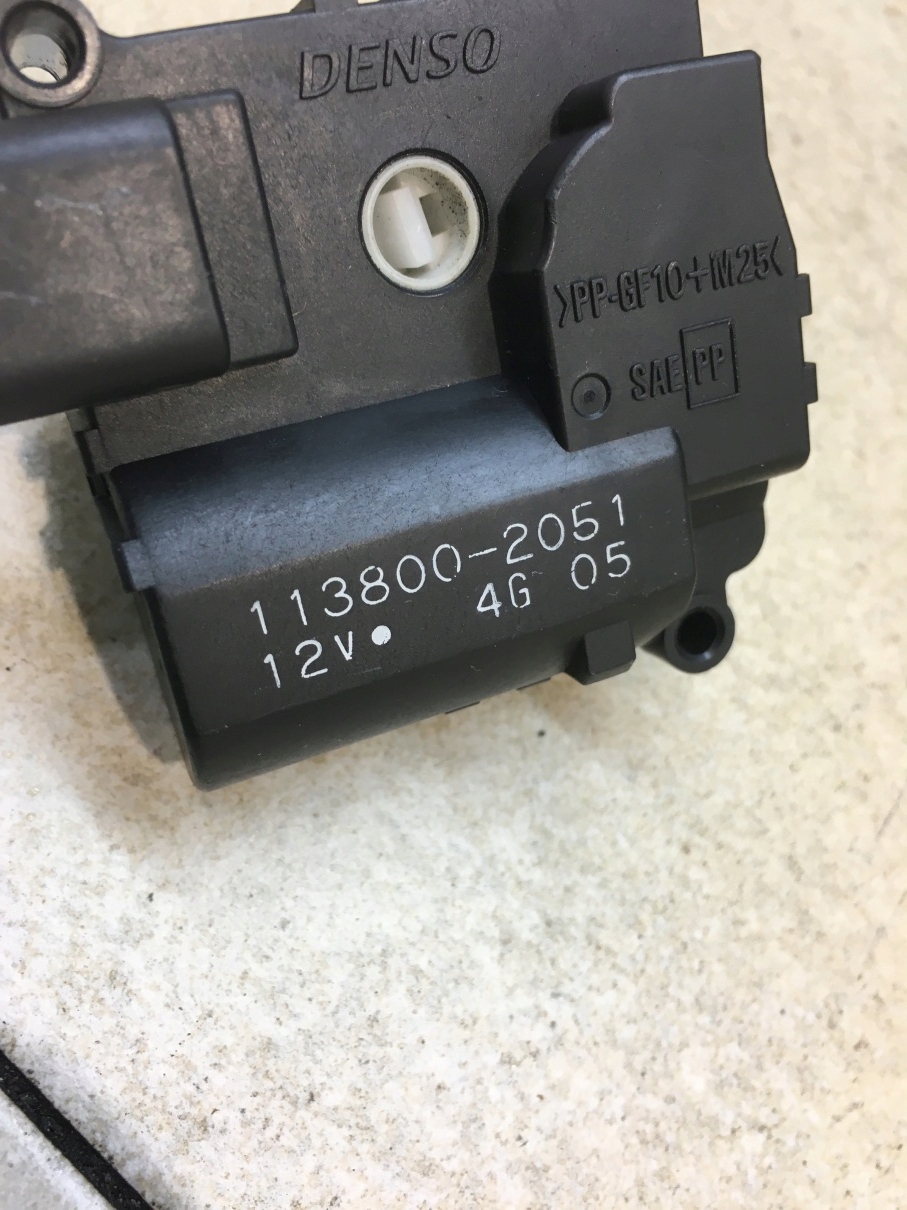 DENSO
>PP-GF10+M25<
SAE PP
113800-2051
12V● 4G 05